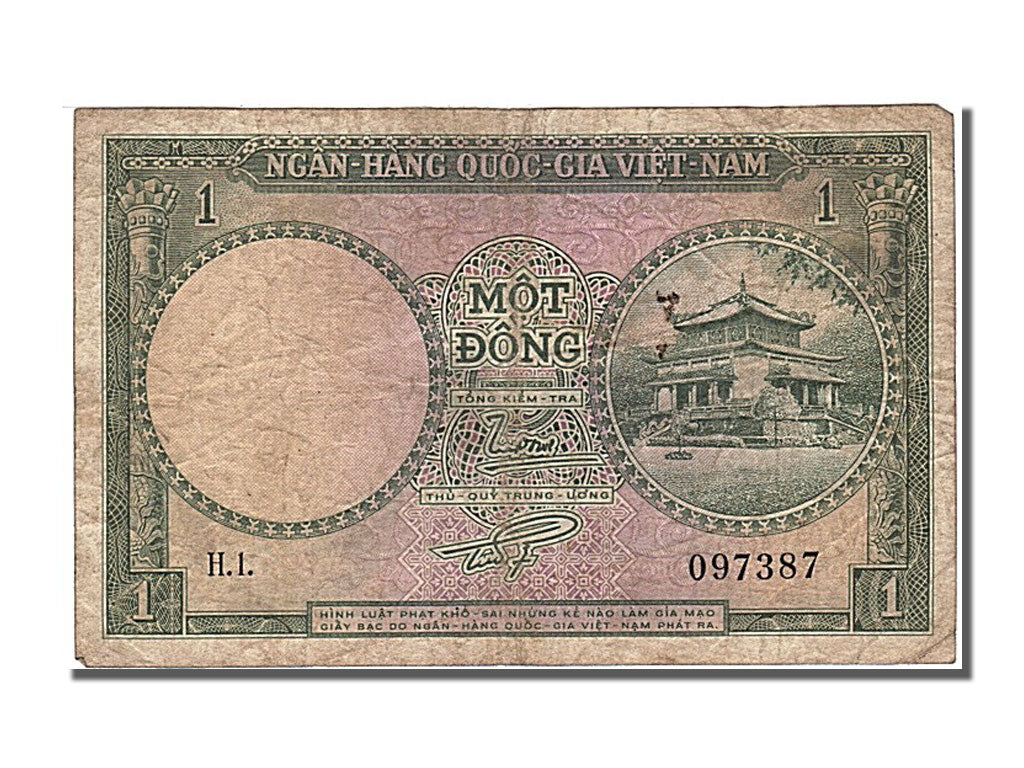 NGÂN-HÀNG QUỐC-GIA VIỆT-NAM
1 1
MỘT
ĐỒNG
TỔNG KIỂM-TRA
THỦ-QUỸ TRUNG-ƯƠNG
H.1. 097387
1 1
HÌNH LUẬT PHẠT KHỔ-SAI NHỮNG KẺ NÀO LÀM GIẢ MẠO
GIẤY BẠC DO NGÂN-HÀNG QUỐC-GIA VIỆT-NAM PHÁT RA.